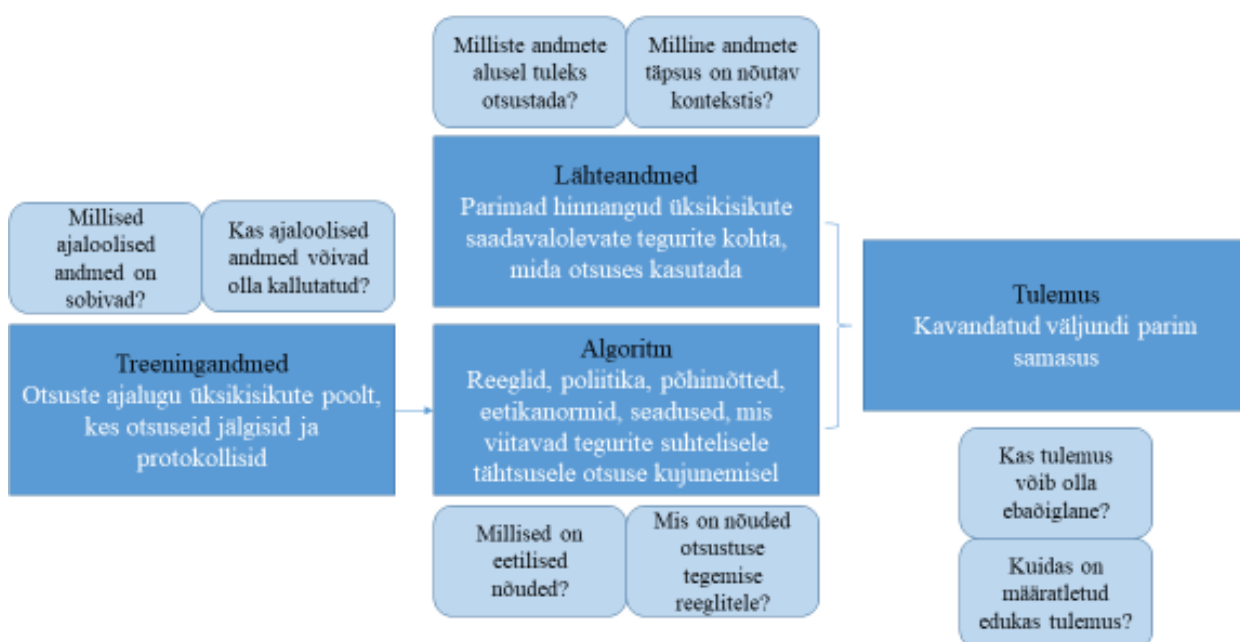 Milliste andmete
alusel tuleks
otsustada?
Milline andmete
täpsus on nõutav
kontekstis?
Lähteandmed
Parimad hinnangud üksikisikute
saadavalolevate tegurite kohta,
mida otsuses kasutada
Millised
ajaloolised
andmed on
sobivad?
Kas ajaloolised
andmed võivad
olla kallutatud?
Treeningandmed
Otsuste ajalugu üksikisikute poolt,
kes otsuseid jälgisid ja
protokollisid
Algoritm
Reeglid, poliitika, põhimõtted,
eetikanormid, seadused, mis
viitavad tegurite suhtelisele
tähtsusele otsuse kujunemisel
Tulemus
Kavandatud väljundi parim
samasus
Millised on
eetilised
nõuded?
Mis on nõuded
otsustuse
tegemise
reeglitele?
Kas tulemus
võib olla
ebaõiglane?
Kuidas on
määratletud
edukas tulemus?